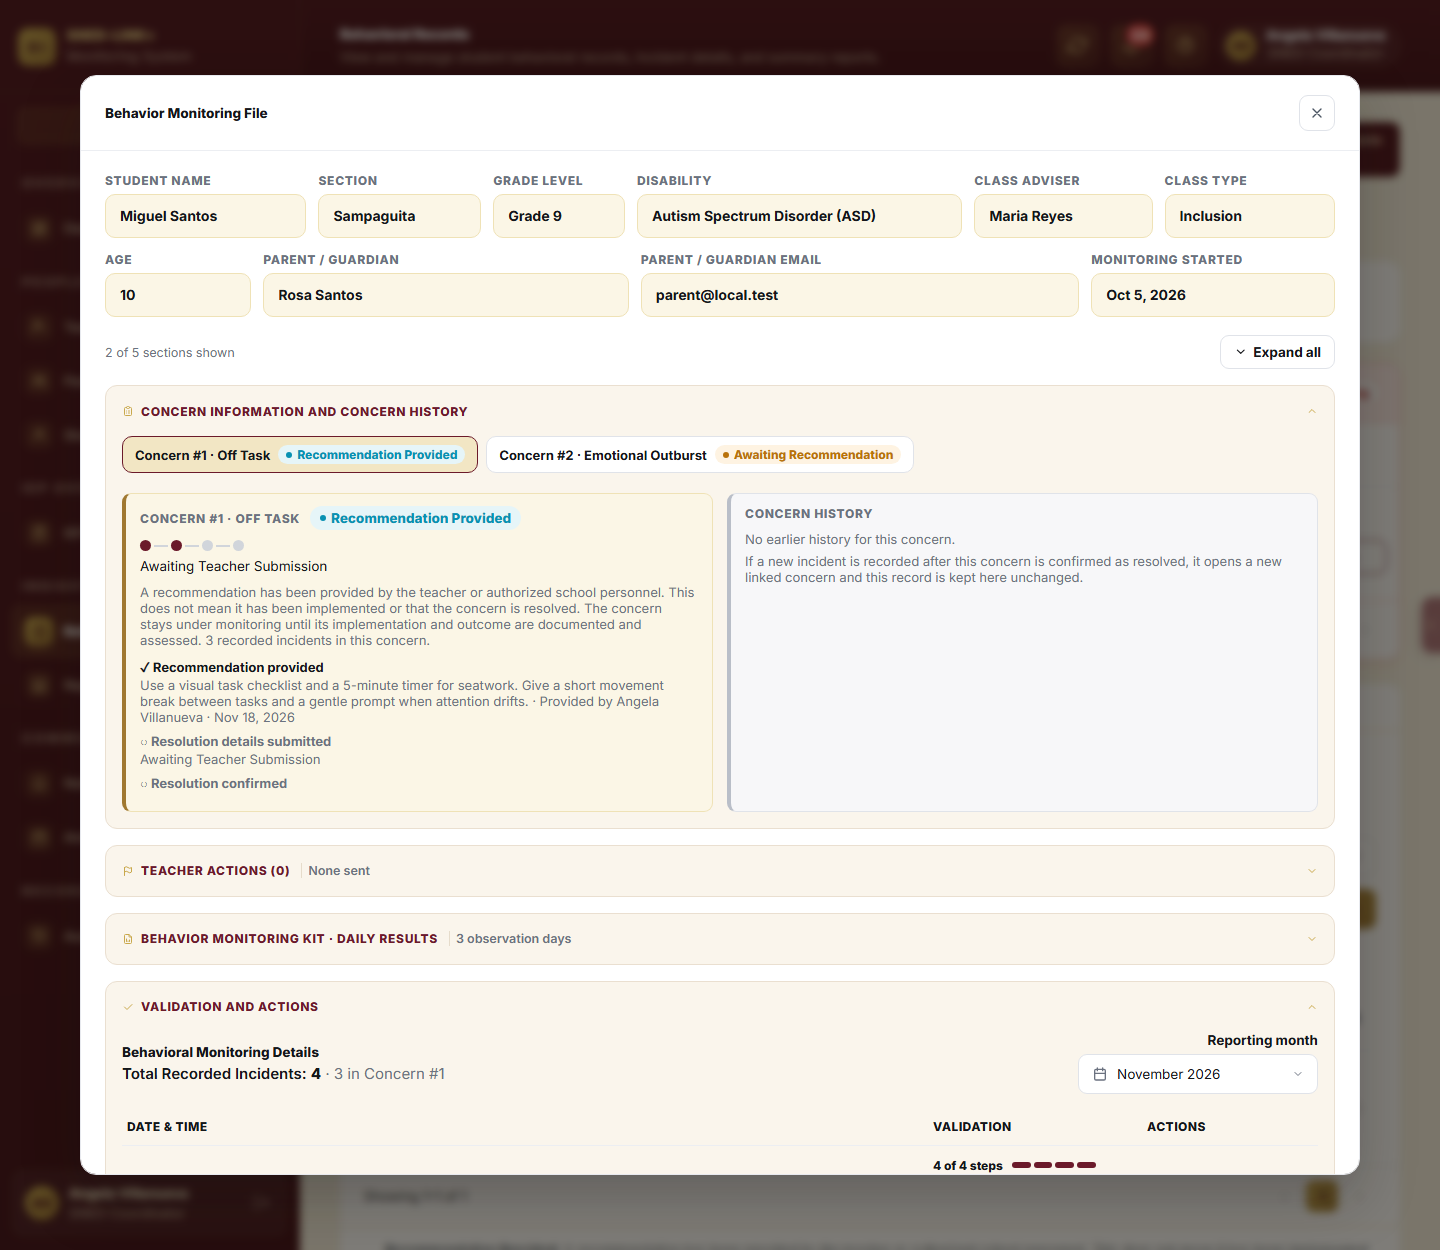 Behavioral Records
Angela Villanueva
Behavior Monitoring File
STUDENT NAME
SECTION
GRADE LEVEL
DISABILITY
CLASS ADVISER
CLASS TYPE
Miguel Santos
Sampaguita
Grade 9
Autism Spectrum Disorder (ASD)
Maria Reyes
Inclusion
AGE
PARENT / GUARDIAN
PARENT / GUARDIAN EMAIL
MONITORING STARTED
10
Rosa Santos
parent@local.test
Oct 5, 2026
2 of 5 sections shown
Expand all
CONCERN INFORMATION AND CONCERN HISTORY
Concern #1 · Off Task
Recommendation Provided
Concern #2 · Emotional Outburst
Awaiting Recommendation
CONCERN #1 · OFF TASK
Recommendation Provided
Awaiting Teacher Submission
A recommendation has been provided by the teacher or authorized school personnel. This
does not mean it has been implemented or that the concern is resolved. The concern
stays under monitoring until its implementation and outcome are documented and
assessed. 3 recorded incidents in this concern.
✓ Recommendation provided
Use a visual task checklist and a 5-minute timer for seatwork. Give a short movement
break between tasks and a gentle prompt when attention drifts. · Provided by Angela
Villanueva · Nov 18, 2026
Resolution details submitted
Awaiting Teacher Submission
Resolution confirmed
CONCERN HISTORY
No earlier history for this concern.
If a new incident is recorded after this concern is confirmed as resolved, it opens a new
linked concern and this record is kept here unchanged.
TEACHER ACTIONS (0)
None sent
BEHAVIOR MONITORING KIT · DAILY RESULTS
3 observation days
VALIDATION AND ACTIONS
Behavioral Monitoring Details
Total Recorded Incidents: 4 · 3 in Concern #1
Reporting month
November 2026
DATE & TIME
VALIDATION
ACTIONS
4 of 4 steps